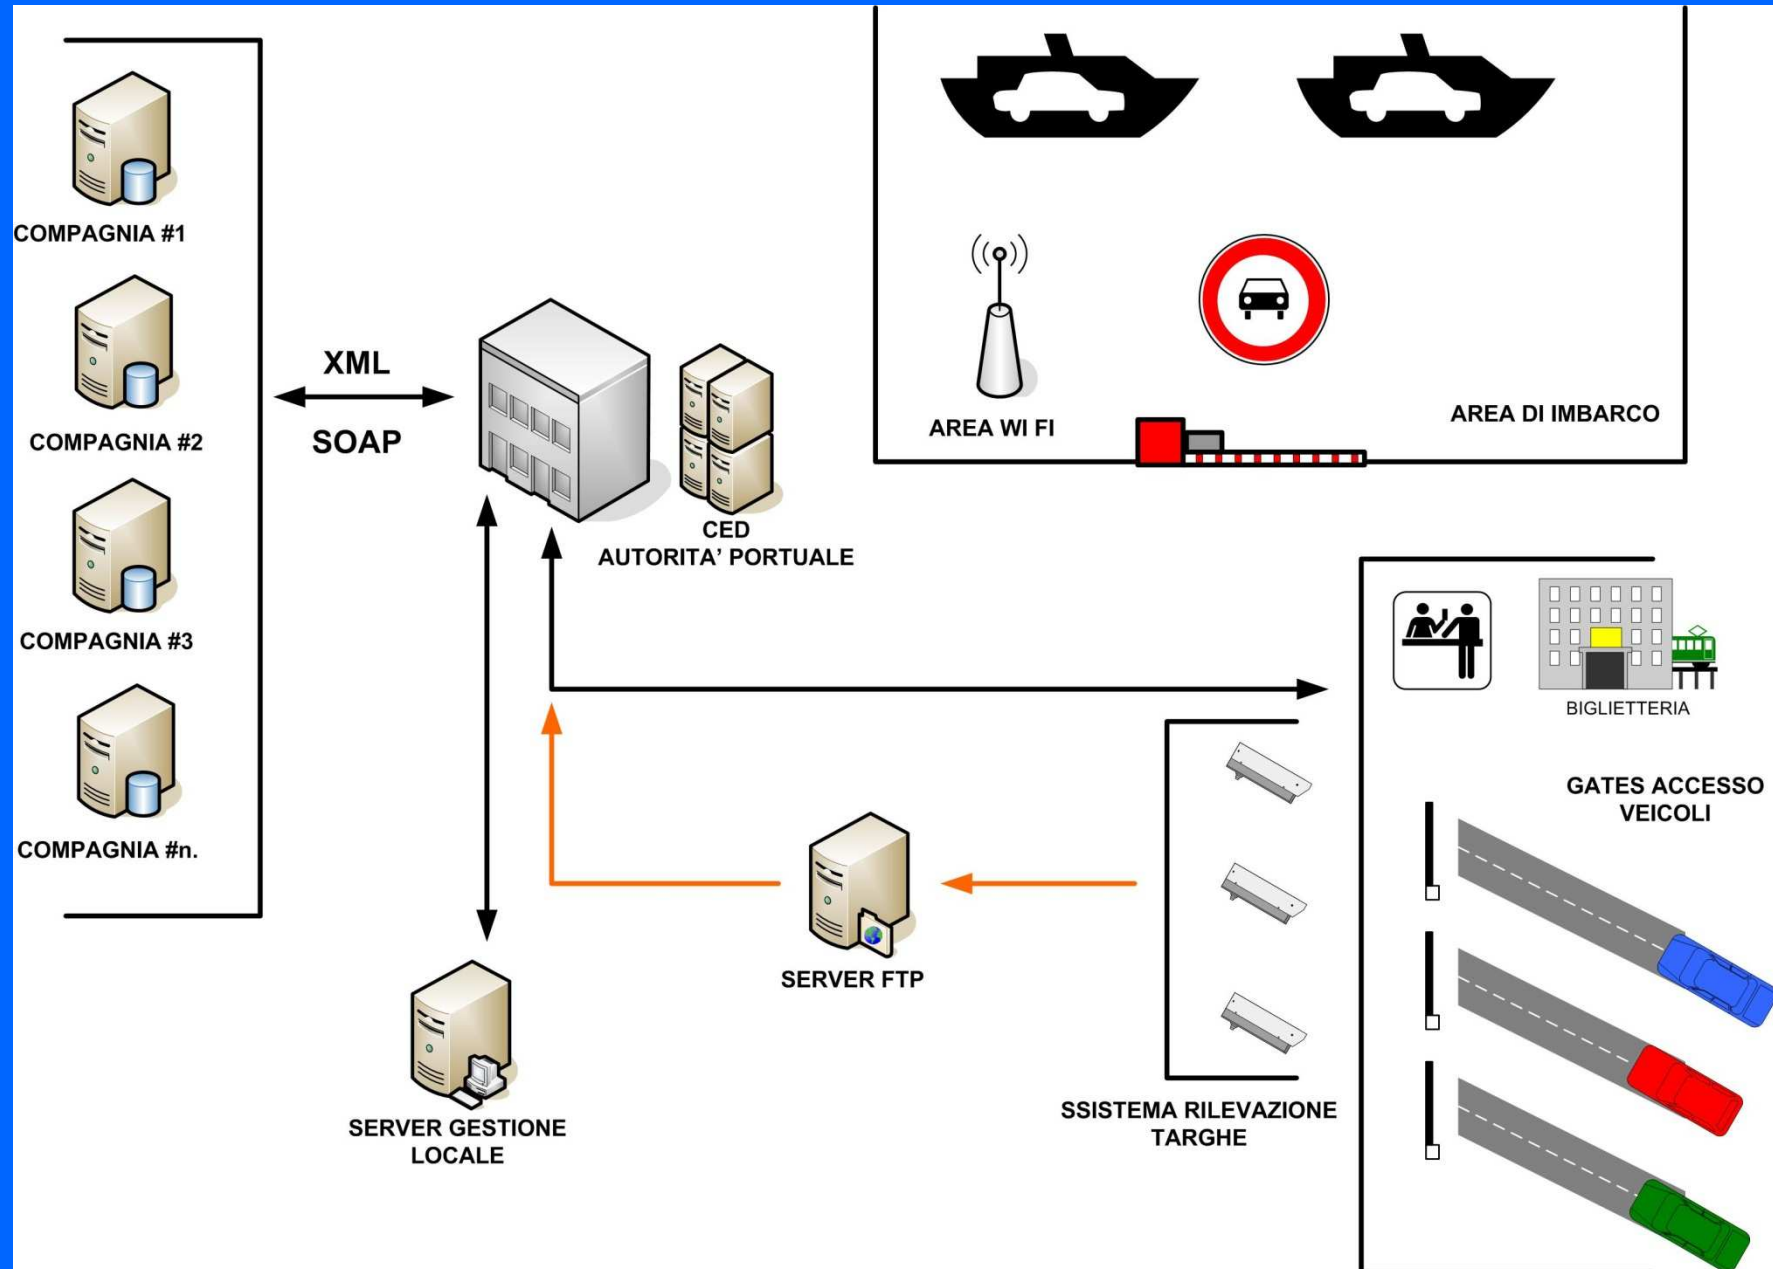 COMPAGNIA #1
COMPAGNIA #2
COMPAGNIA #3
COMPAGNIA #n.
XML
SOAP
CED
AUTORITA’ PORTUALE
AREA WI FI
AREA DI IMBARCO
BIGLIETTERIA
GATES ACCESSO
VEICOLI
SERVER FTP
SERVER GESTIONE
LOCALE
SSISTEMA RILEVAZIONE
TARGHE